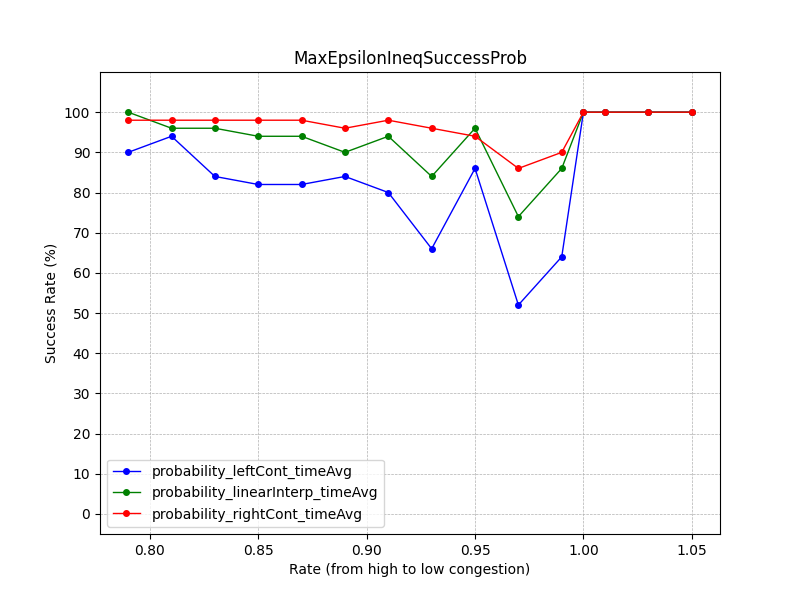 MaxEpsilonIneqSuccessProb
Success Rate (%)
100
90
80
70
60
50
40
30
20
10
0
probability_leftCont_timeAvg
probability_linearInterp_timeAvg
probability_rightCont_timeAvg
0.80 0.85 0.90 0.95 1.00 1.05
Rate (from high to low congestion)